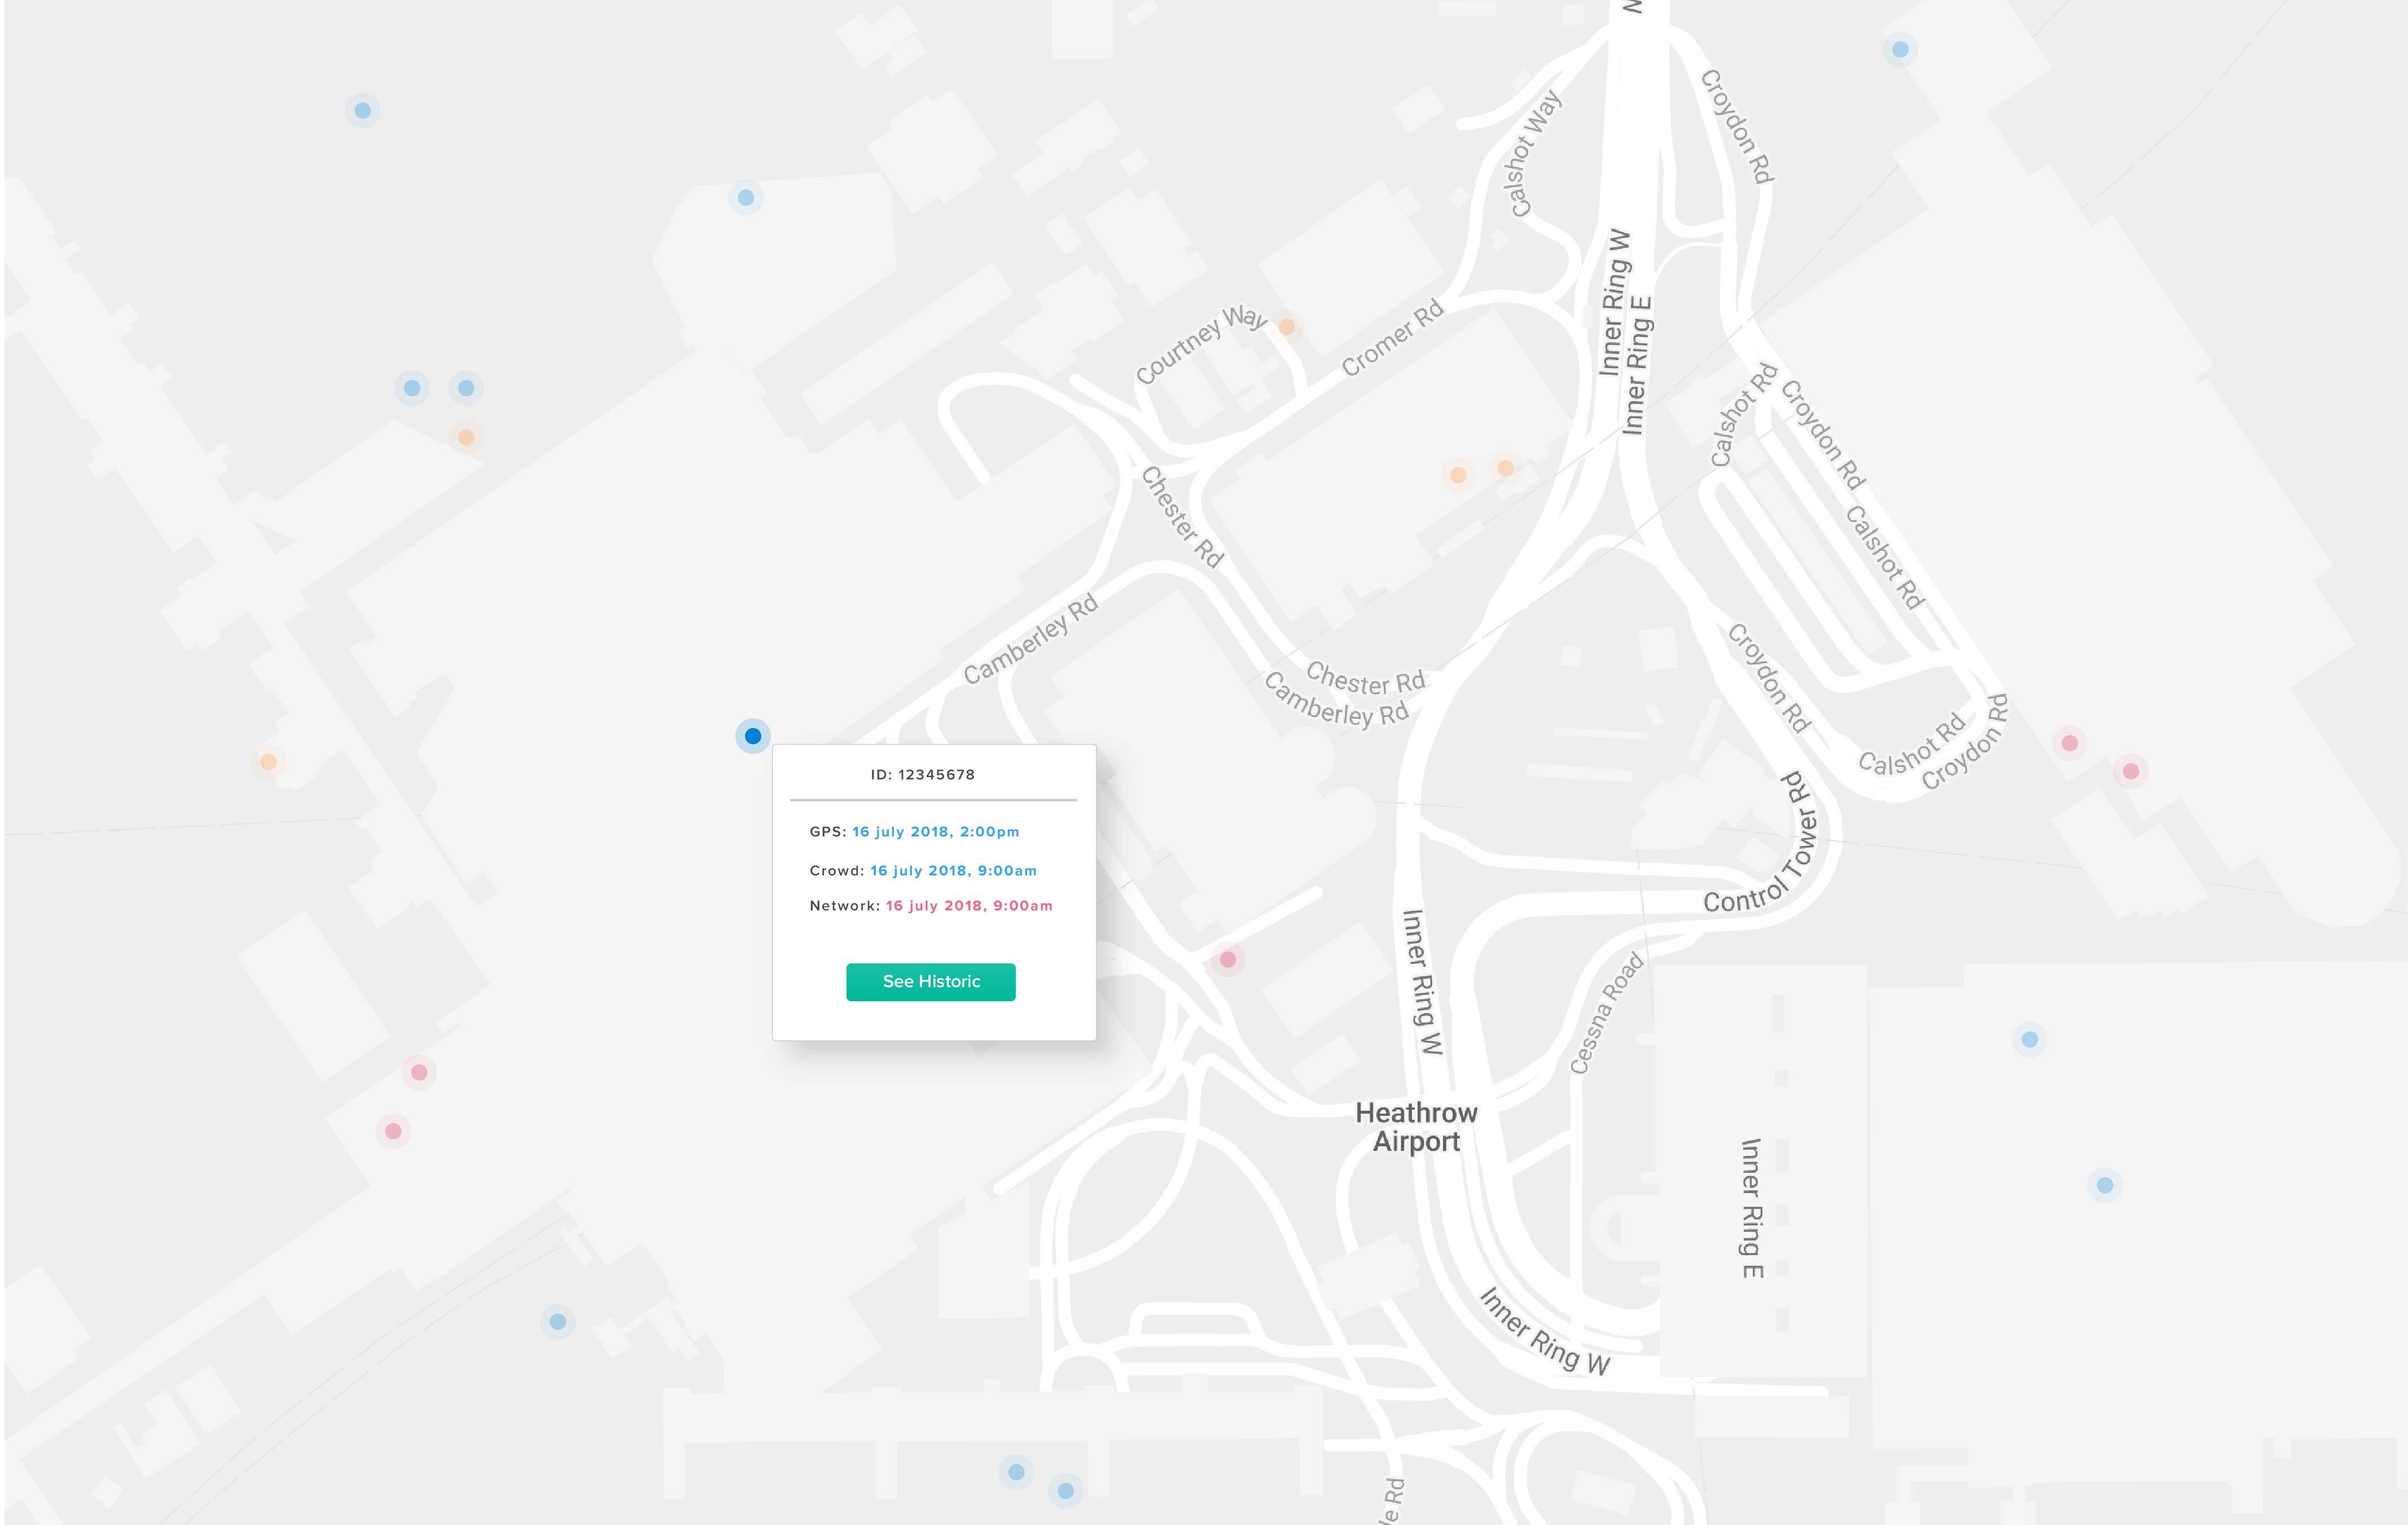 Calshot Way
Croydon Rd
Inner Ring W
Inner Ring E
Courtney Way
Cromer Rd
Calshot Rd
Croydon Rd
Calshot Rd
Chester Rd
Camberley Rd
Chester Rd
Camberley Rd
Croydon Rd
Calshot Rd
Croydon Rd
Control Tower Rd
ID: 12345678
GPS: 16 july 2018, 2:00pm
Crowd: 16 july 2018, 9:00am
Network: 16 july 2018, 9:00am
See Historic
Inner Ring W
Cessna Road
Heathrow
Airport
Inner Ring E
Inner Ring W